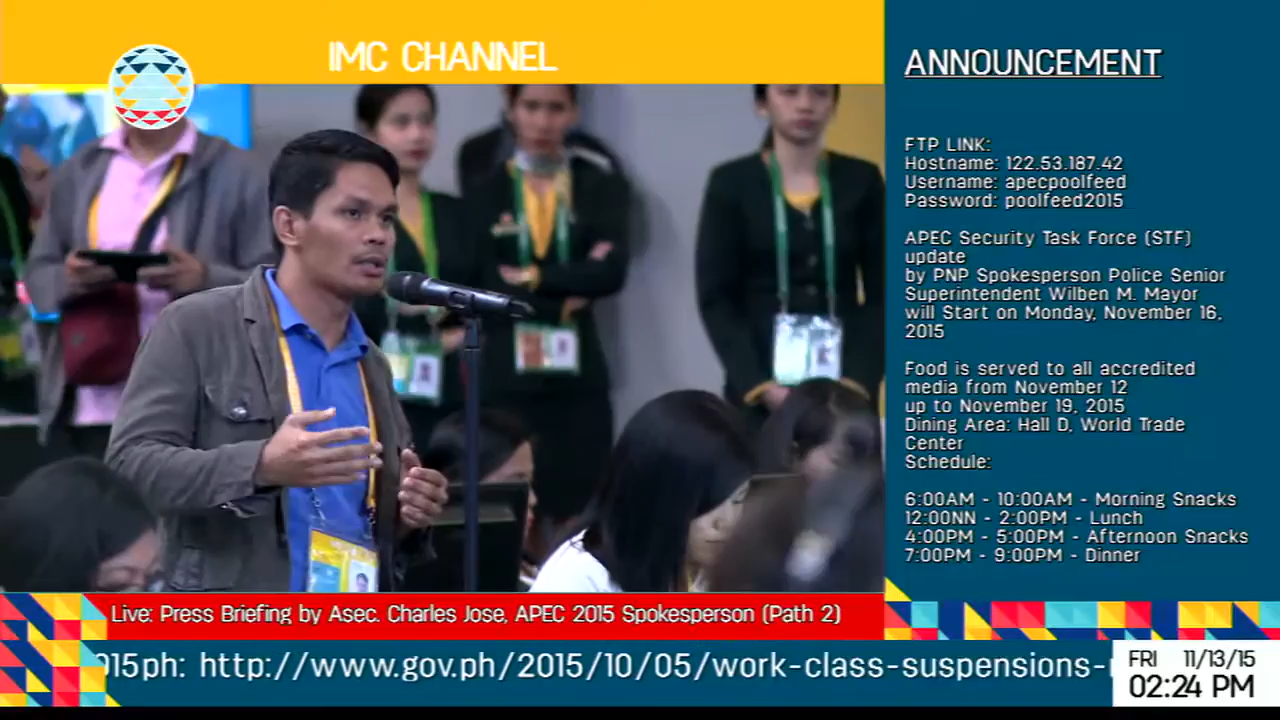 IMC CHANNEL
ANNOUNCEMENT
FTP LINK:
Hostname: 122.53.187.42
Username: apecpoolfeed
Password: poolfeed2015
APEC Security Task Force (STF)
update
by PNP Spokesperson Police Senior
Superintendent Wilben M. Mayor
will Start on Monday, November 16,
2015
Food is served to all accredited
media from November 12
up to November 19, 2015
Dining Area: Hall D, World Trade
Center
Schedule:
6:00AM - 10:00AM - Morning Snacks
12:00NN - 2:00PM - Lunch
4:00PM - 5:00PM - Afternoon Snacks
7:00PM - 9:00PM - Dinner
Live: Press Briefing by Asec. Charles Jose, APEC 2015 Spokesperson (Path 2)
015ph: http://www.gov.ph/2015/10/05/work-class-suspensions-
FRI 11/13/15
02:24 PM